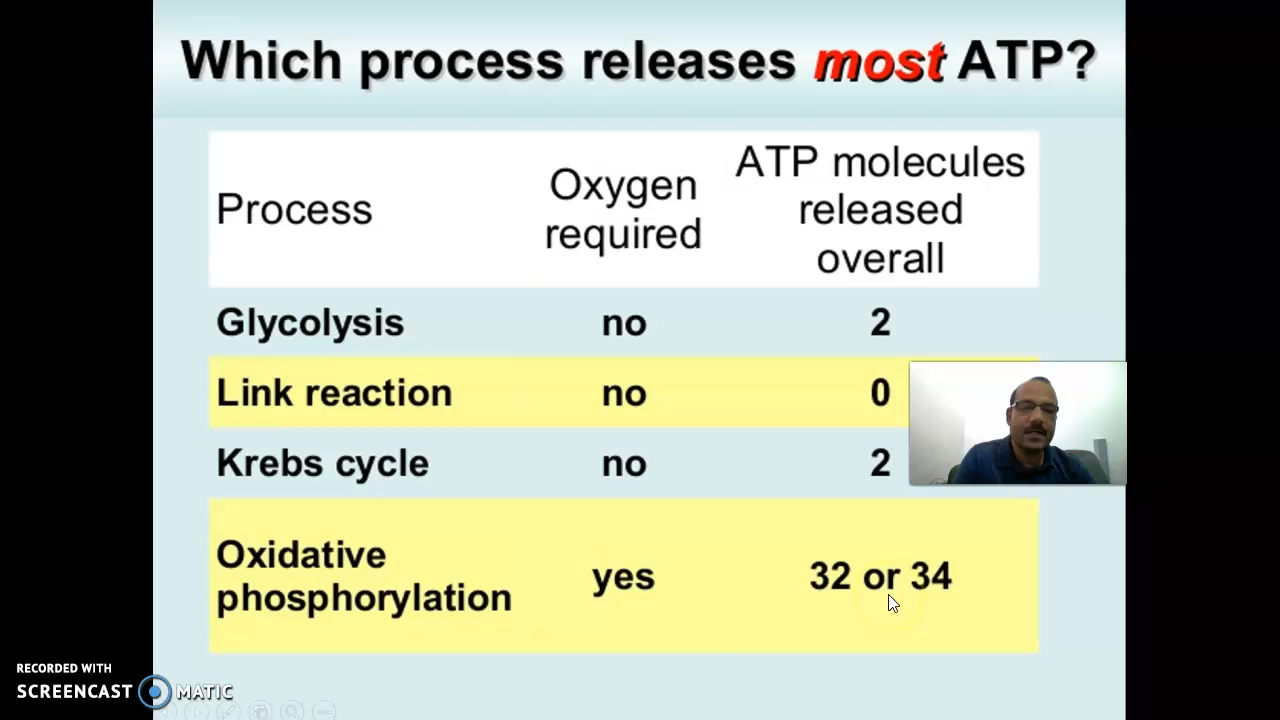 Which process releases most ATP?
Process
Oxygen
required
ATP molecules
released
overall
Glycolysis no 2
Link reaction no 0
Krebs cycle no 2
Oxidative
phosphorylation
yes
32 or 34
RECORDED WITH
SCREENCAST MATIC